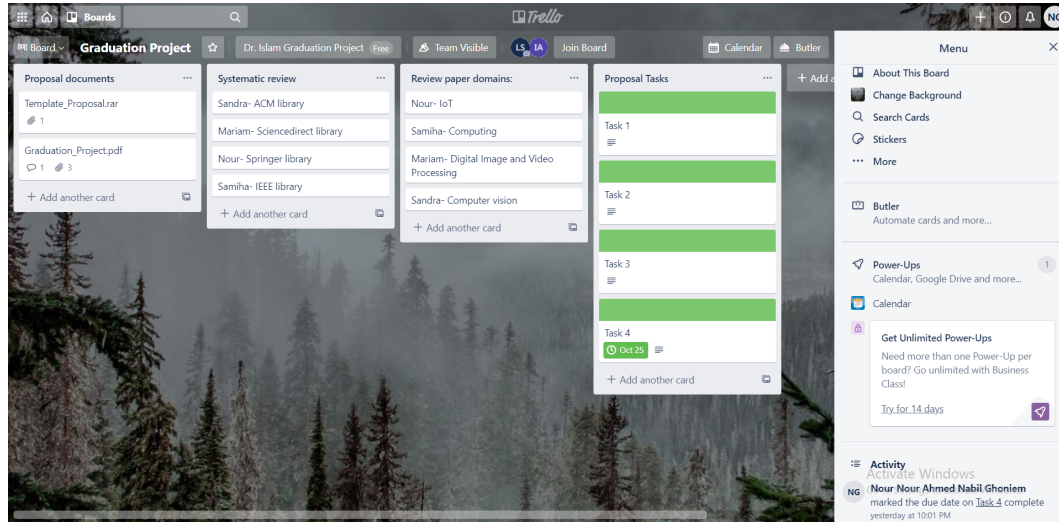 Boards
Trello
NG
Board
Graduation Project
Dr. Islam Graduation Project Free
Team Visible
LS IA
Join Board
Calendar
Butler
Proposal documents
Template_Proposal.rar
1
Graduation_Project.pdf
1 3
+ Add another card
Systematic review
Sandra- ACM library
Mariam- Sciencedirect library
Nour- Springer library
Samiha- IEEE library
+ Add another card
Review paper domains:
Nour- IoT
Samiha- Computing
Mariam- Digital Image and Video
Processing
Sandra- Computer vision
+ Add another card
Proposal Tasks
Task 1
Task 2
Task 3
Task 4
Oct 25
+ Add another card
+ Add a
Menu
About This Board
Change Background
Search Cards
Stickers
More
Butler
Automate cards and more...
Power-Ups 1
Calendar, Google Drive and more...
Calendar
Get Unlimited Power-Ups
Need more than one Power-Up per
board? Go unlimited with Business
Class!
Try for 14 days
Activity
Activate Windows
NG Nour Nour Ahmed Nabil Ghoniem
marked the due date on Task 4 complete
yesterday at 10:01 PM